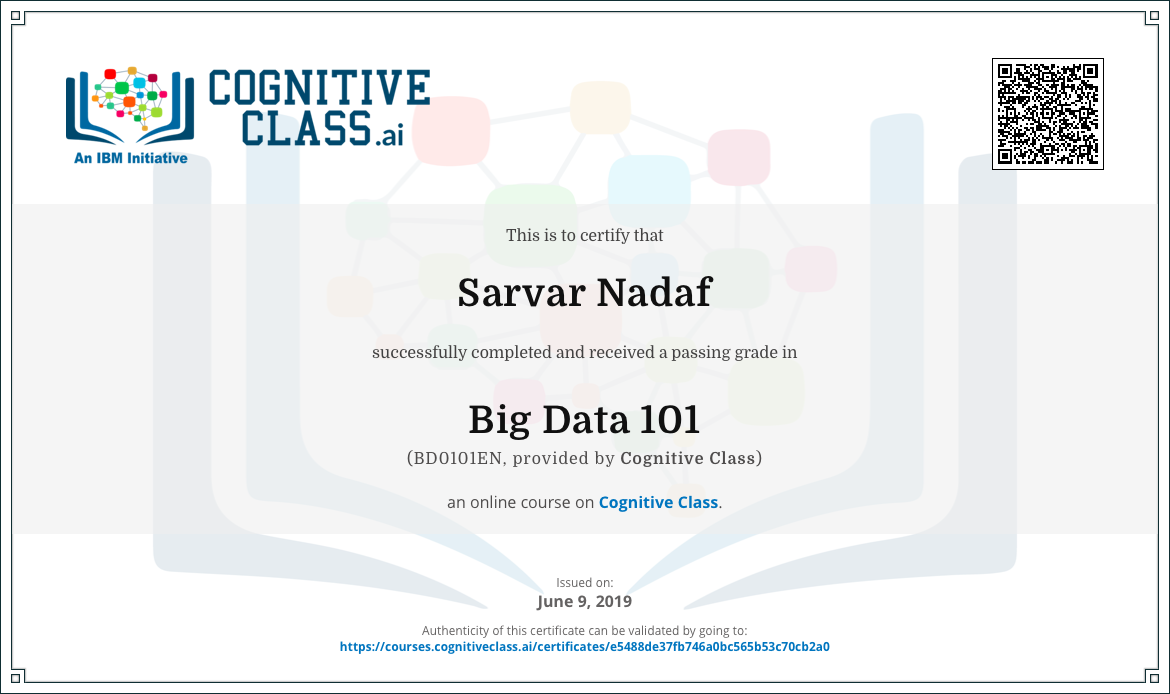 COGNITIVE
CLASS.ai
An IBM Initiative
This is to certify that
Sarvar Nadaf
successfully completed and received a passing grade in
Big Data 101
(BD0101EN, provided by Cognitive Class)
an online course on Cognitive Class.
Issued on:
June 9, 2019
Authenticity of this certificate can be validated by going to:
https://courses.cognitiveclass.ai/certificates/e5488de37fb746a0bc565b53c70cb2a0